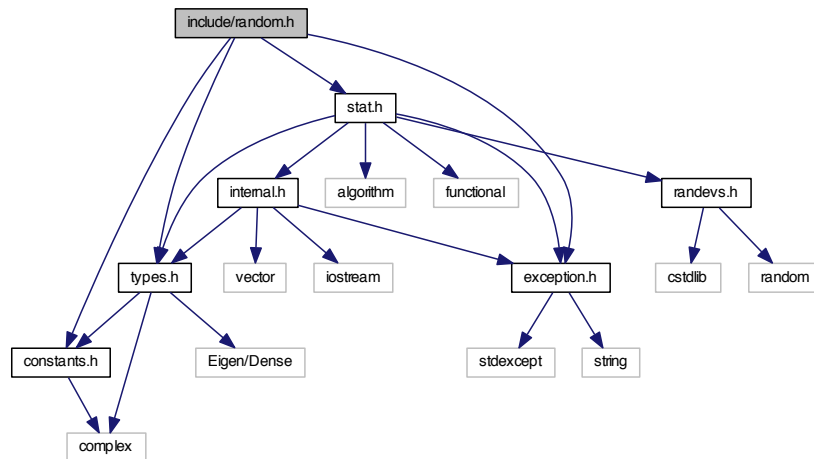 include/random.h
stat.h
internal.h
algorithm
functional
randevs.h
types.h
vector
iostream
exception.h
cstdlib
random
constants.h
Eigen/Dense
stdexcept
string
complex